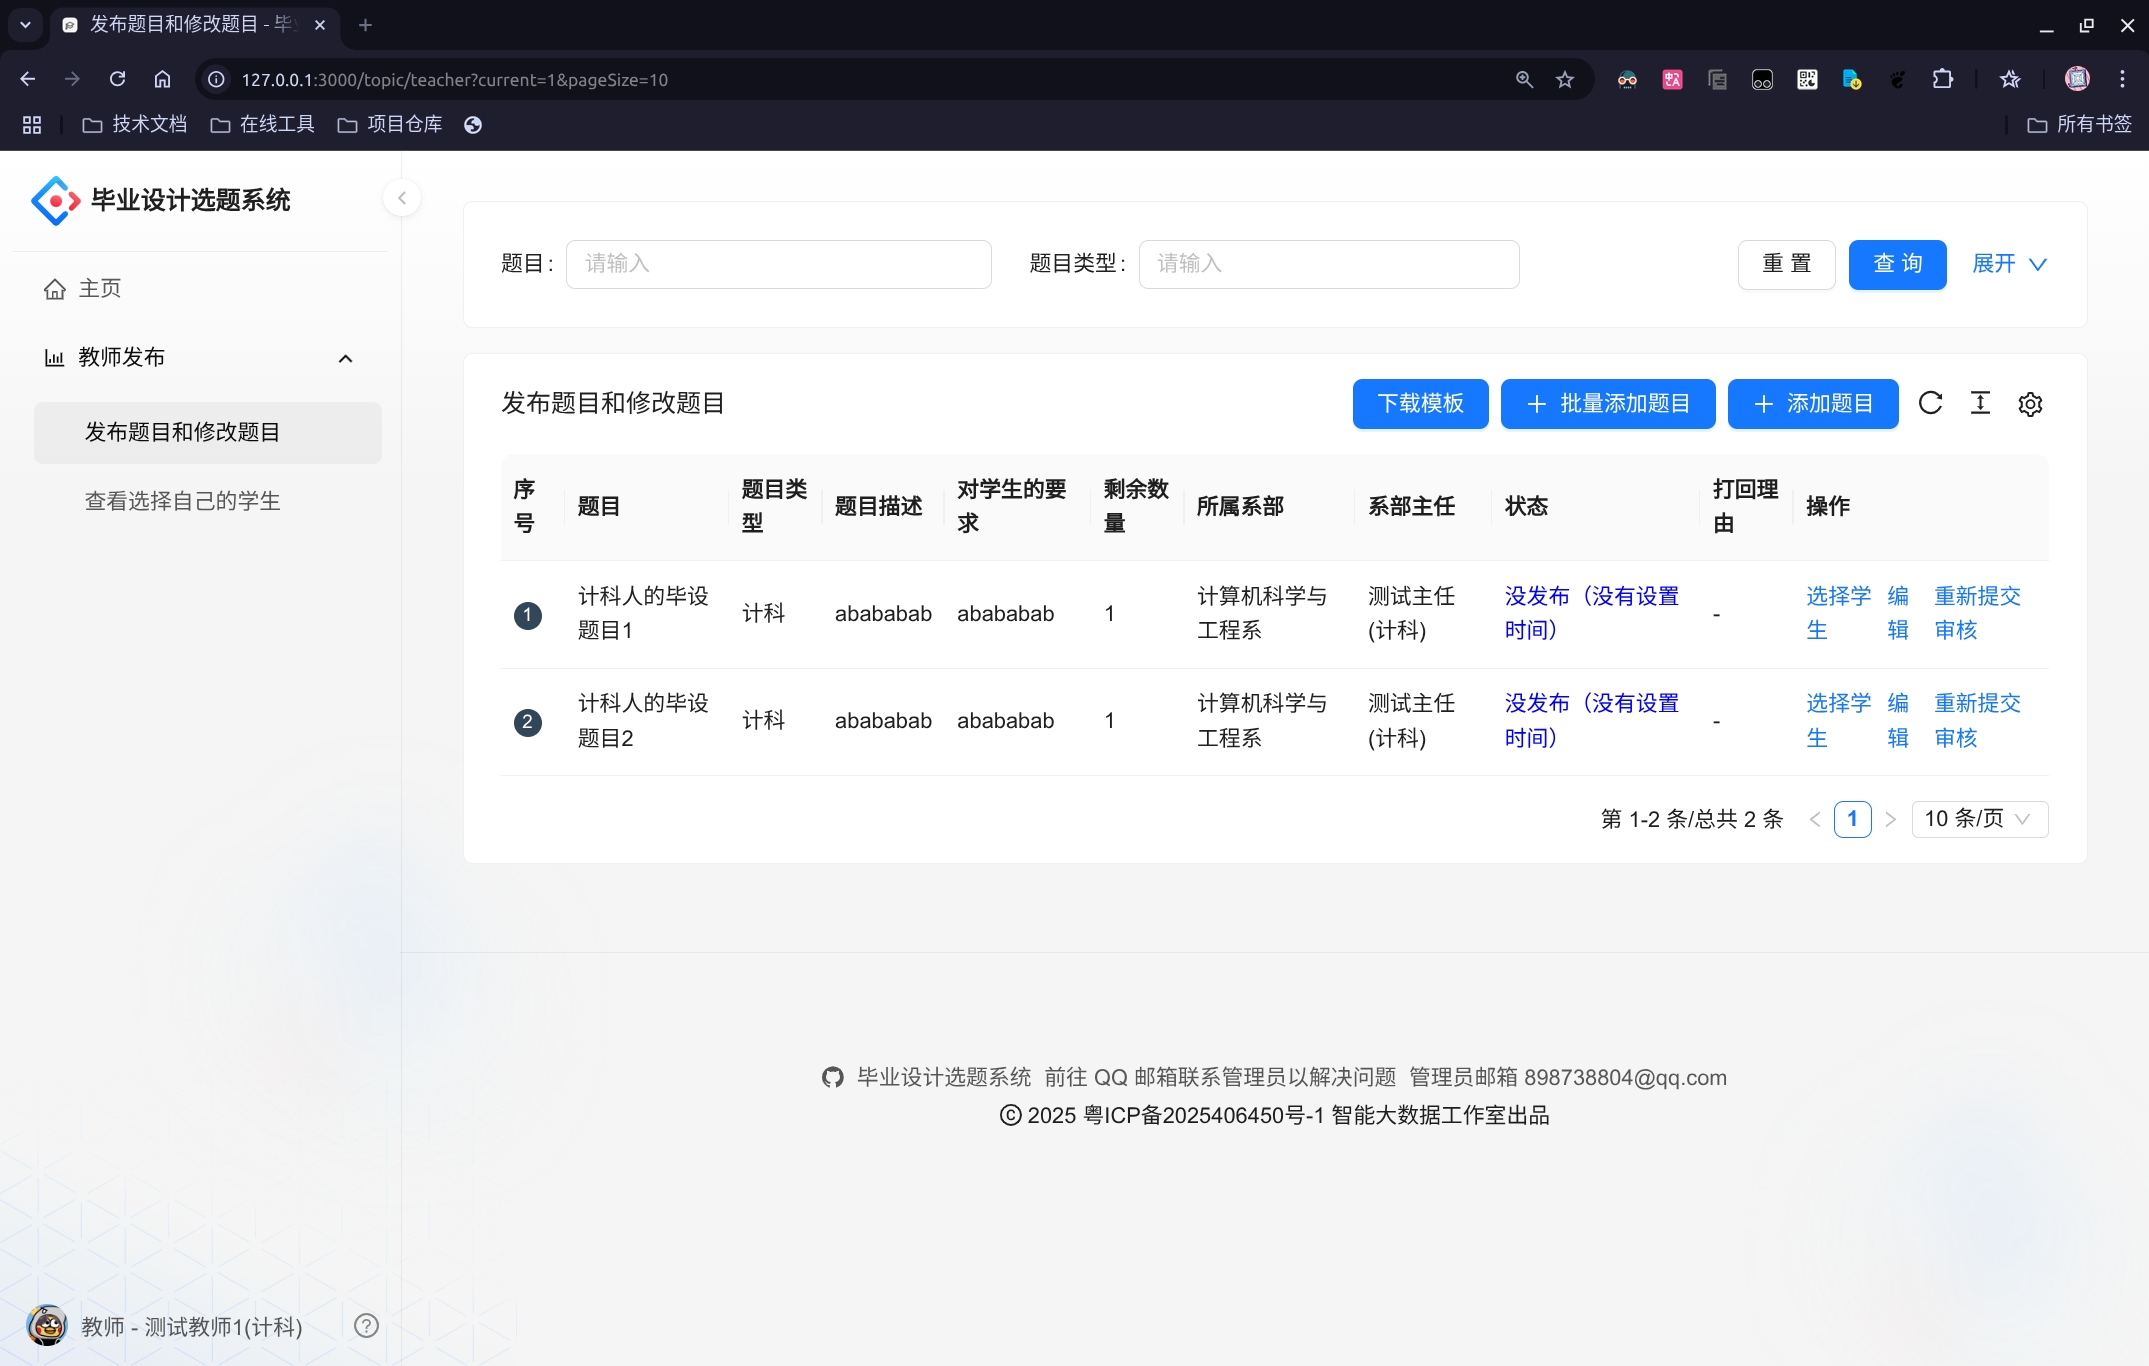 发布题目和修改题目 - 毕
127.0.0.1:3000/topic/teacher?current=1&pageSize=10
技术文档 在线工具 项目仓库 所有书签
毕业设计选题系统
主页
教师发布
发布题目和修改题目
查看选择自己的学生
题目: 请输入 题目类型: 请输入 重置 查询 展开
发布题目和修改题目 下载模板 批量添加题目 添加题目
序号 题目 题目类型 题目描述 对学生的要求 剩余数量 所属系部 系部主任 状态 打回理由 操作
1 计科人的毕设题目1 计科 abababab abababab 1 计算机科学与工程系 测试主任(计科) 没发布（没有设置时间） - 选择学生 编辑 重新提交审核
2 计科人的毕设题目2 计科 abababab abababab 1 计算机科学与工程系 测试主任(计科) 没发布（没有设置时间） - 选择学生 编辑 重新提交审核
第 1-2 条/总共 2 条 1 10 条/页
毕业设计选题系统 前往 QQ 邮箱联系管理员以解决问题 管理员邮箱 898738804@qq.com
© 2025 粤ICP备2025406450号-1 智能大数据工作室出品
教师 - 测试教师1(计科)